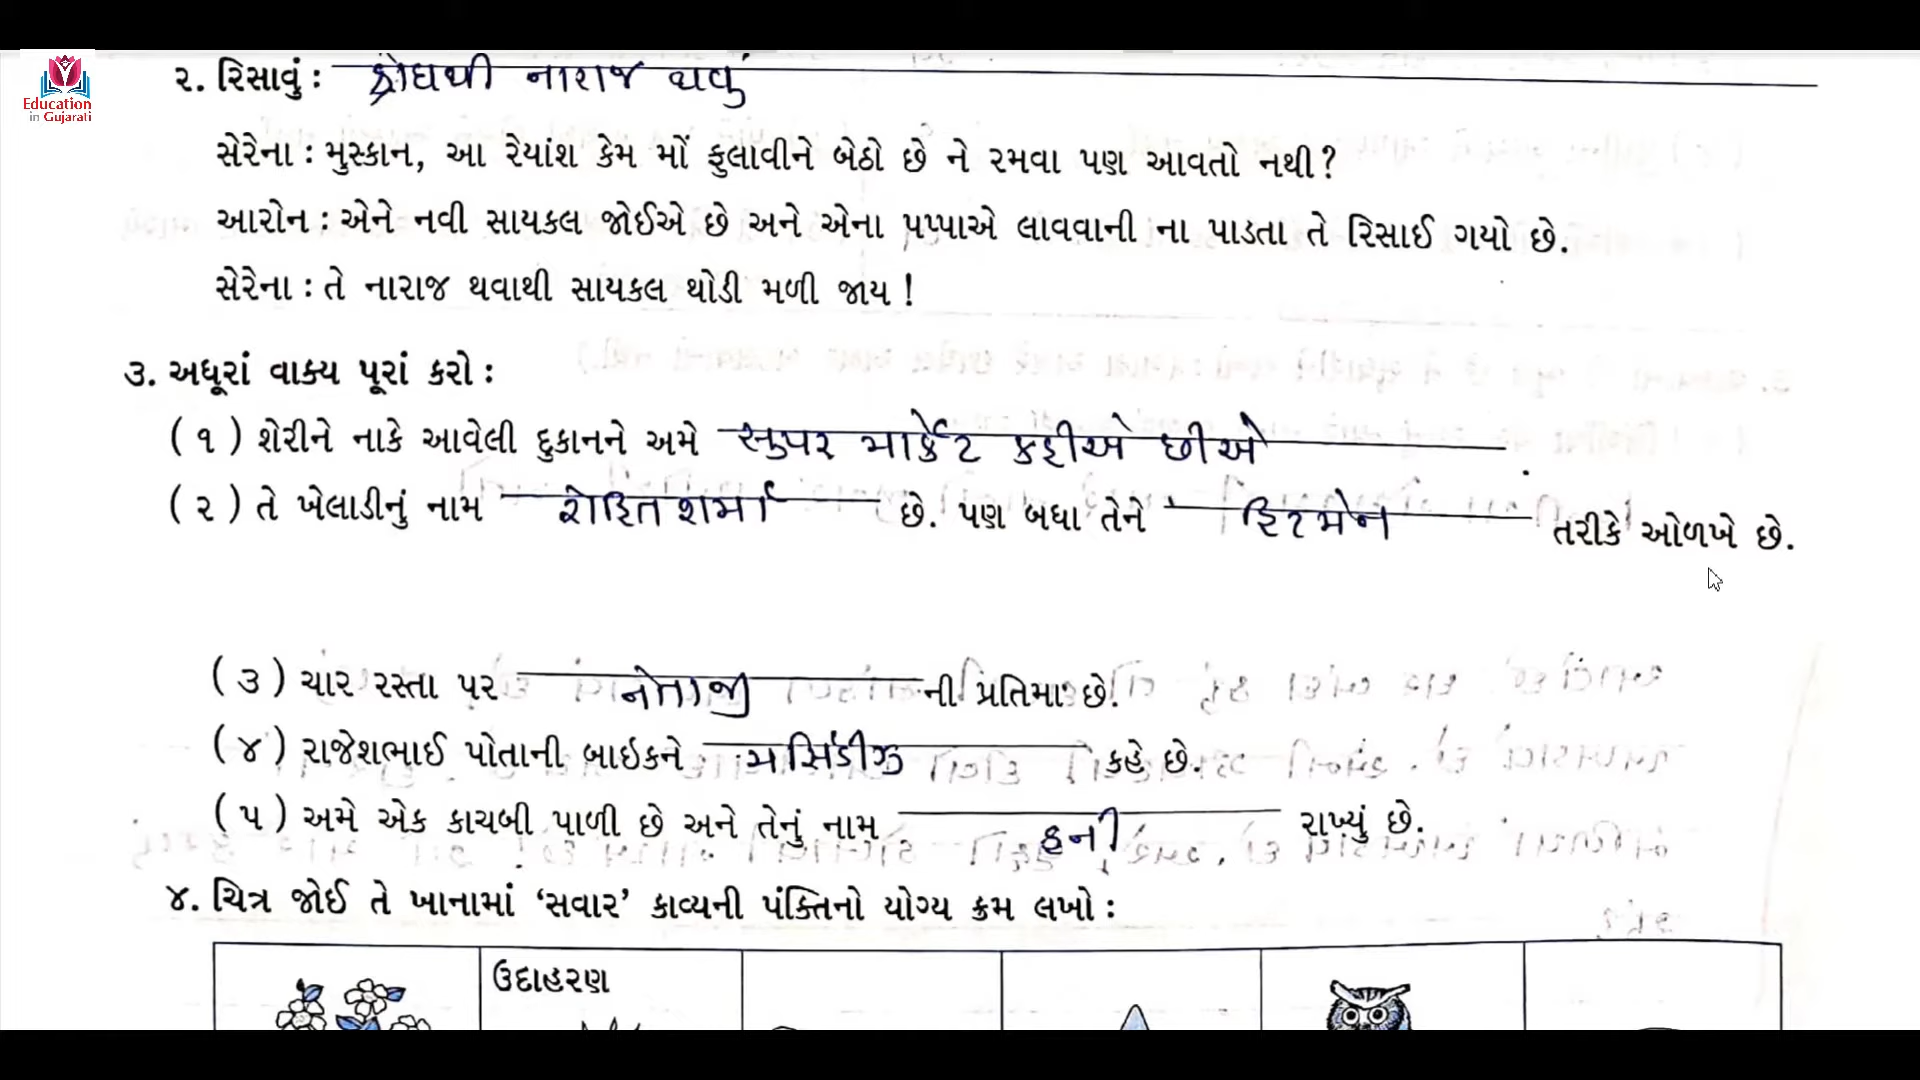 Education
in Gujarati
૨. રિસાવું : ક્રોધથી નારાજ થવું
સેરેના : મુસ્કાન, આ રેયાંશ કેમ મોં ફુલાવીને બેઠો છે ને રમવા પણ આવતો નથી?
આરોન : એને નવી સાયકલ જોઈએ છે અને એના પપ્પાએ લાવવાની ના પાડતા તે રિસાઈ ગયો છે.
સેરેના : તે નારાજ થવાથી સાયકલ થોડી મળી જાય !
૩. અધૂરાં વાક્ય પૂરાં કરો :
( ૧ ) શેરીને નાકે આવેલી દુકાનને અમે સુપર માર્કેટ કહીએ છીએ .
( ૨ ) તે ખેલાડીનું નામ રોહિત શર્મા છે. પણ બધા તેને હિટમેન તરીકે ઓળખે છે.
( ૩ ) ચાર રસ્તા પર નેતાજી ની પ્રતિમા છે.
( ૪ ) રાજેશભાઈ પોતાની બાઇકને મર્સિડીઝ કહે છે.
( ૫ ) અમે એક કાચબી પાળી છે અને તેનું નામ હની રાખ્યું છે.
૪. ચિત્ર જોઈ તે ખાનામાં ‘સવાર’ કાવ્યની પંક્તિનો યોગ્ય ક્રમ લખો :
ઉદાહરણ